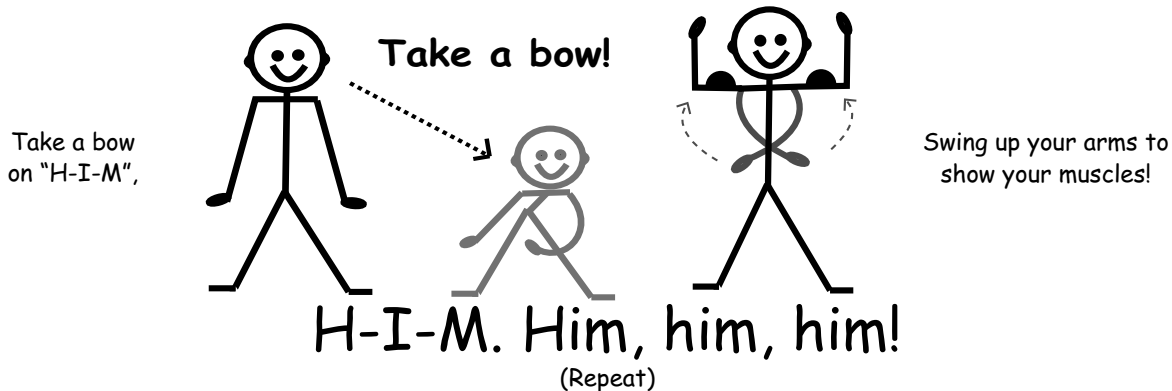 Take a bow!
Take a bow
on “H-I-M”,
Swing up your arms to
show your muscles!
H-I-M. Him, him, him!
(Repeat)